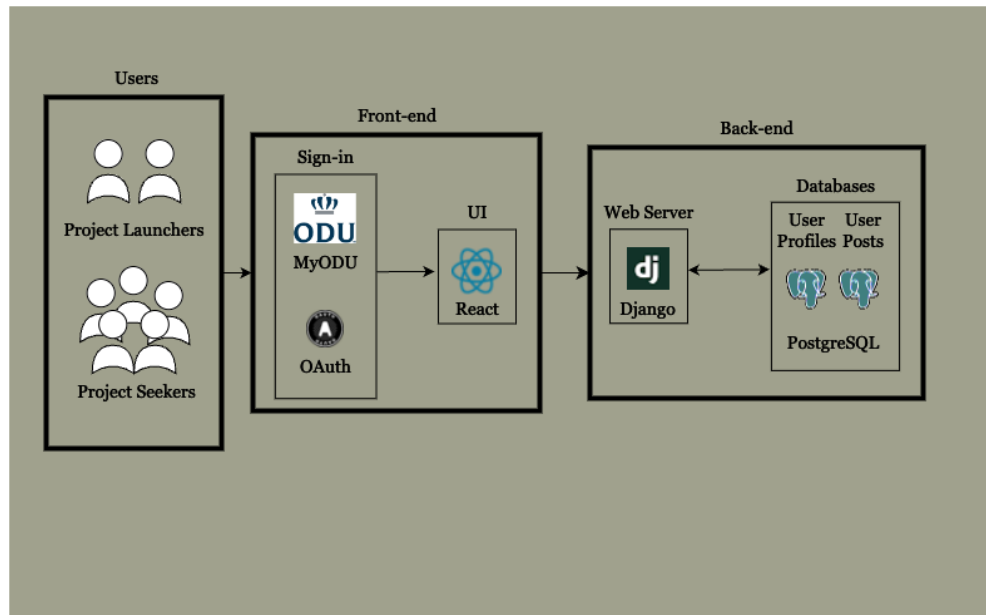 Users
Project Launchers
Project Seekers
Front-end
Sign-in
ODU
MyODU
A
OAuth
UI
React
Back-end
Web Server
dj
Django
Databases
User Profiles
User Posts
PostgreSQL